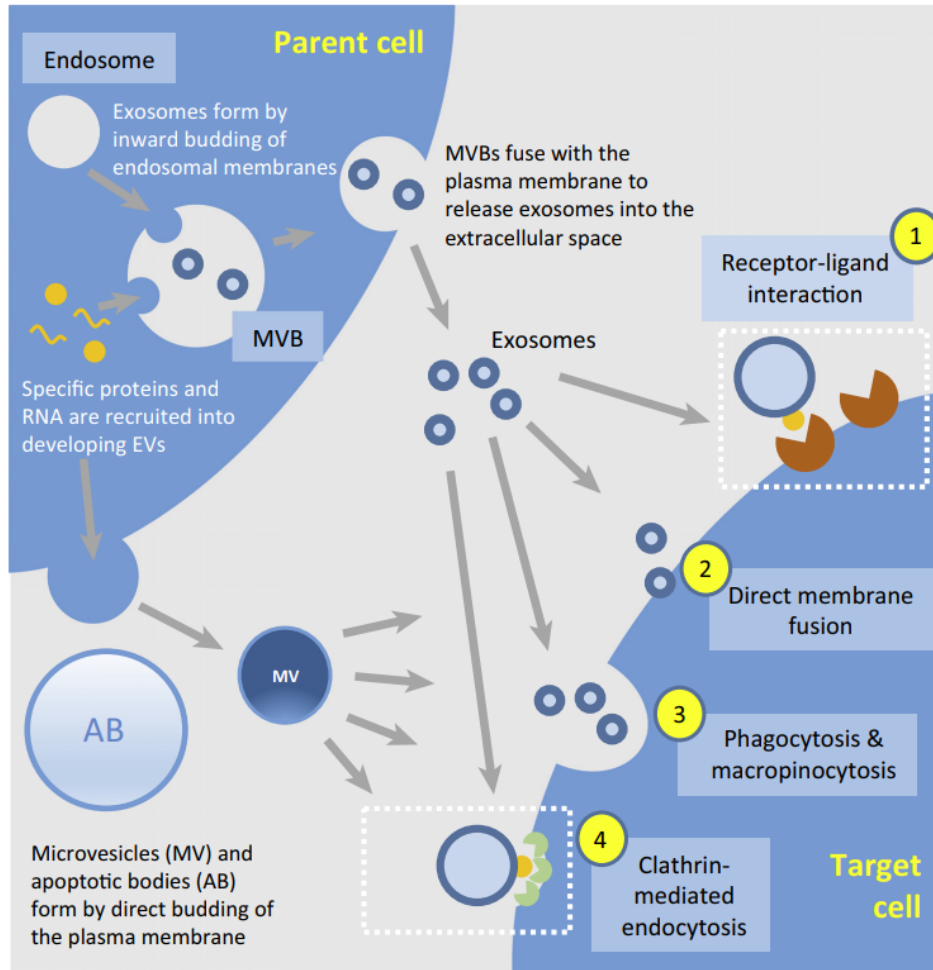 Parent cell
Endosome
Exosomes form by
inward budding of
endosomal membranes
MVBs fuse with the
plasma membrane to
release exosomes into the
extracellular space
1
Receptor-ligand
interaction
MVB
Exosomes
Specific proteins and
RNA are recruited into
developing EVs
2
Direct membrane
fusion
MV
AB
3
Phagocytosis &
macropinocytosis
4
Clathrin-
mediated
endocytosis
Target
cell
Microvesicles (MV) and
apoptotic bodies (AB)
form by direct budding of
the plasma membrane